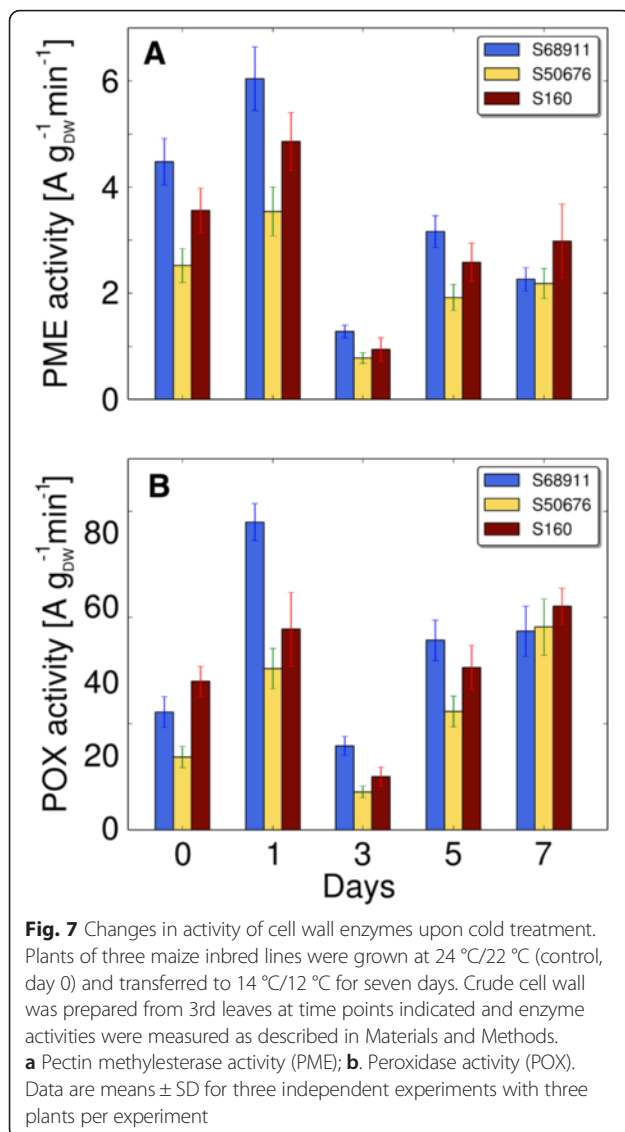 A
S68911
S50676
S160
PME activity [A g_DW^-1 min^-1]
6
4
2
0
B
S68911
S50676
S160
POX activity [A g_DW^-1 min^-1]
80
60
40
20
0
0 1 3 5 7
Days
Fig. 7 Changes in activity of cell wall enzymes upon cold treatment.
Plants of three maize inbred lines were grown at 24 °C/22 °C (control,
day 0) and transferred to 14 °C/12 °C for seven days. Crude cell wall
was prepared from 3rd leaves at time points indicated and enzyme
activities were measured as described in Materials and Methods.
a Pectin methylesterase activity (PME); b. Peroxidase activity (POX).
Data are means ± SD for three independent experiments with three
plants per experiment